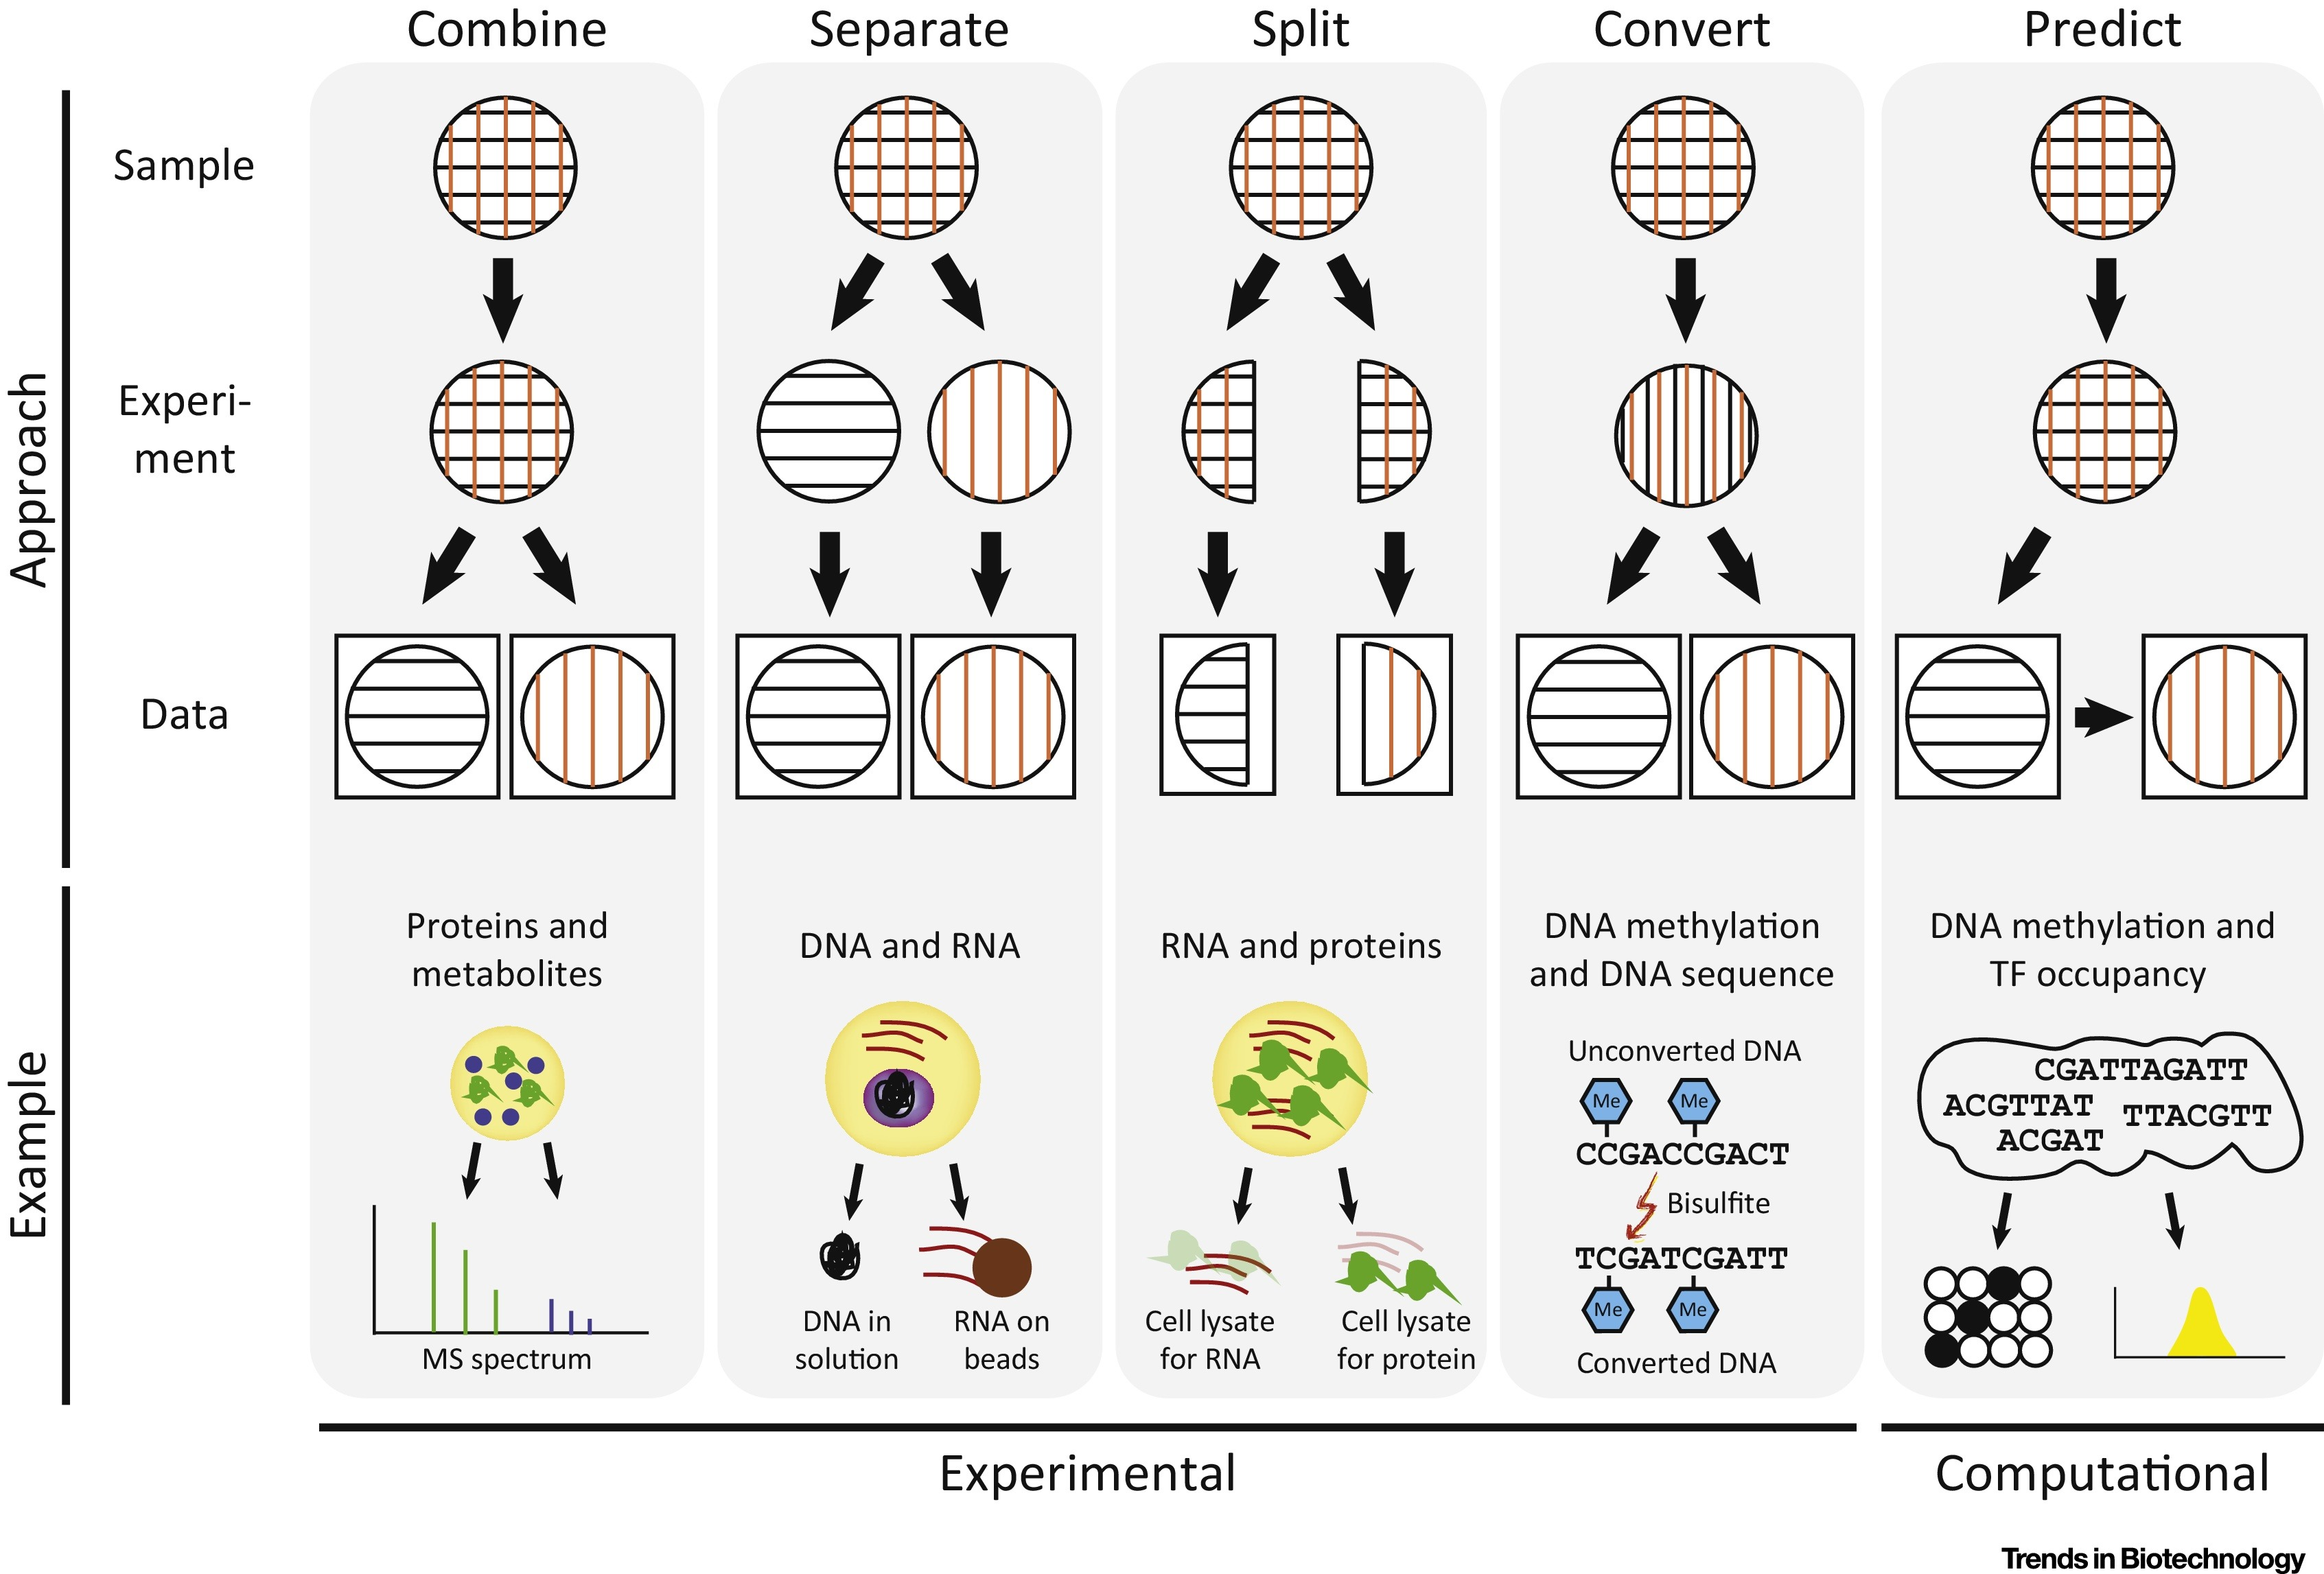 Combine
Separate
Split
Convert
Predict
Approach
Sample
Experi-
ment
Data
Example
Proteins and
metabolites
MS spectrum
DNA and RNA
DNA in
solution
RNA on
beads
RNA and proteins
Cell lysate
for RNA
Cell lysate
for protein
DNA methylation
and DNA sequence
Unconverted DNA
Me
Me
CCGACCGACT
Bisulfite
TCGATCGATT
Me
Me
Converted DNA
DNA methylation and
TF occupancy
CGATTAGATT
ACGTTAT
TTACGTT
ACGAT
Experimental
Computational
Trends in Biotechnology